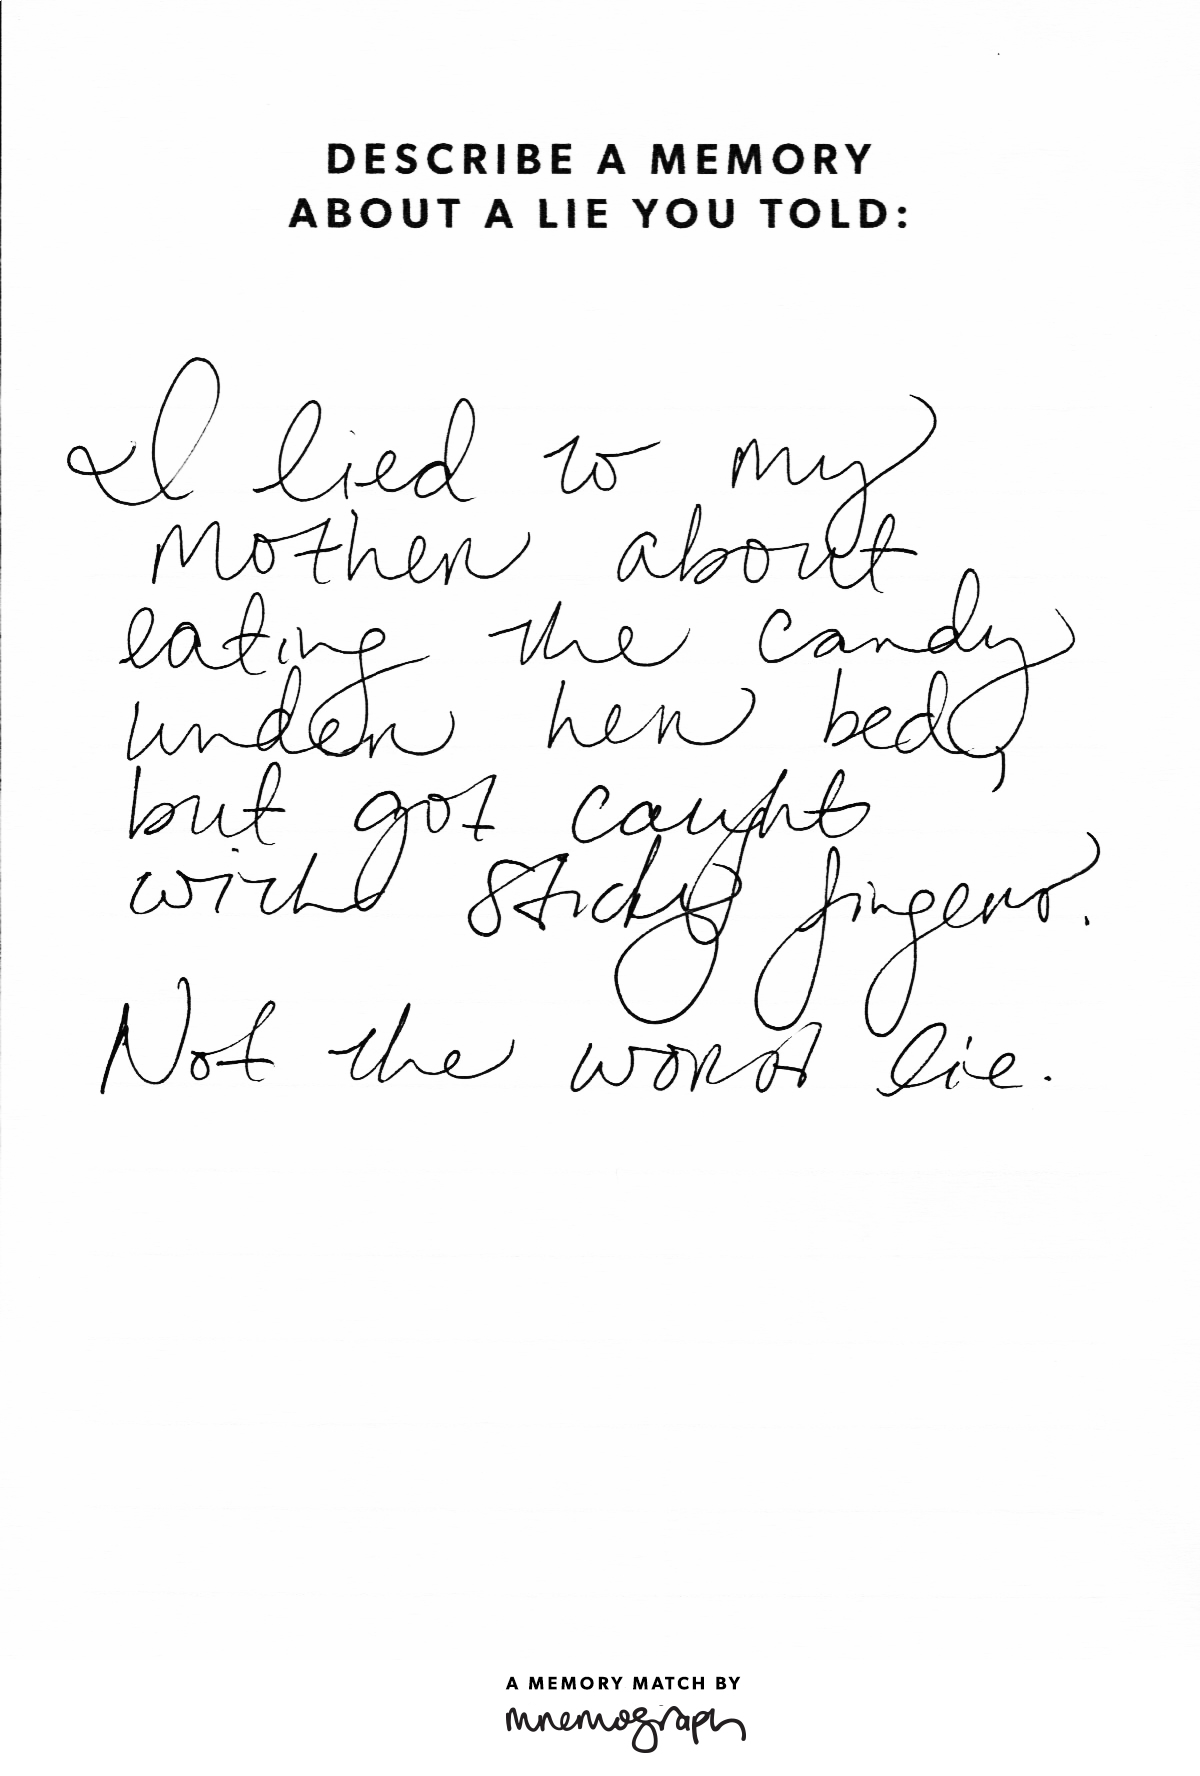 DESCRIBE A MEMORY
ABOUT A LIE YOU TOLD:
I lied to my
mother about
eating the candy
under her bed,
but got caught
with sticky fingers.
Not the worst lie.
A MEMORY MATCH BY
mnemograph